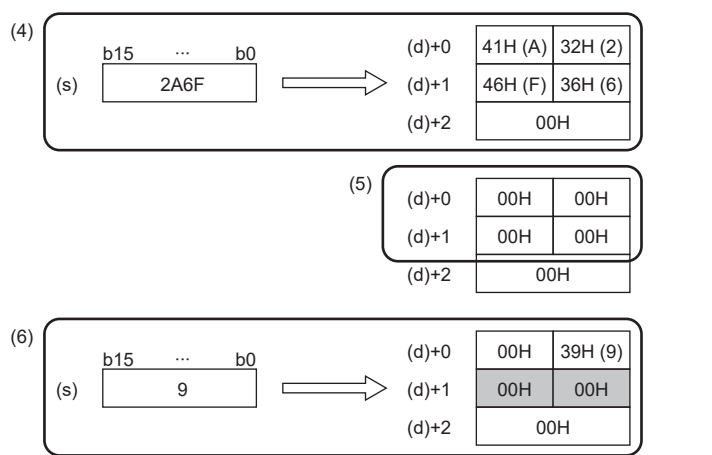 (4)
b15 ... b0
(s) 2A6F
(d)+0 41H (A) 32H (2)
(d)+1 46H (F) 36H (6)
(d)+2 00H
(5)
(d)+0 00H 00H
(d)+1 00H 00H
(d)+2 00H
(6)
b15 ... b0
(s) 9
(d)+0 00H 39H (9)
(d)+1 00H 00H
(d)+2 00H